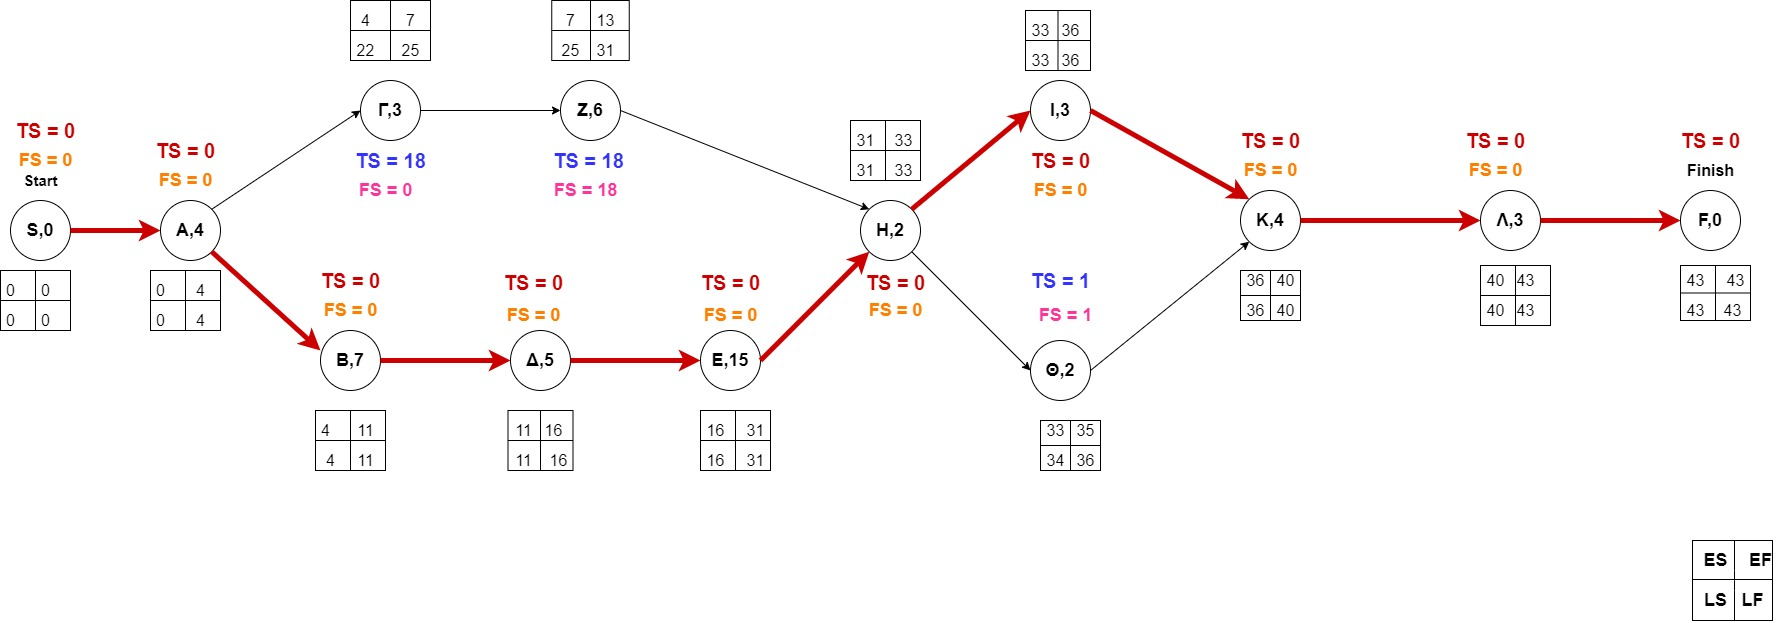 4 7
22 25
7 13
25 31
33 36
33 36
Γ,3
Ζ,6
Ι,3
TS = 0
FS = 0
Start
TS = 0
FS = 0
TS = 18
FS = 0
TS = 18
FS = 18
31 33
31 33
TS = 0
FS = 0
TS = 0
FS = 0
TS = 0
FS = 0
TS = 0
Finish
S,0
Α,4
Η,2
Κ,4
Λ,3
F,0
0 0
0 0
0 4
0 4
TS = 0
FS = 0
TS = 0
FS = 0
TS = 0
FS = 0
TS = 0
FS = 0
TS = 1
FS = 1
36 40
36 40
40 43
40 43
43 43
43 43
Β,7
Δ,5
Ε,15
Θ,2
4 11
4 11
11 16
11 16
16 31
16 31
33 35
34 36
ES EF
LS LF